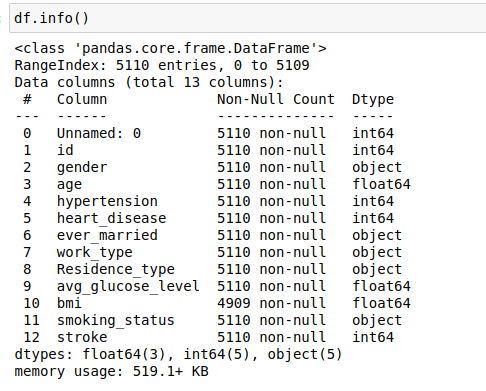 df.info()
<class 'pandas.core.frame.DataFrame'>
RangeIndex: 5110 entries, 0 to 5109
Data columns (total 13 columns):
 #   Column             Non-Null Count  Dtype
---  ------             --------------  -----
 0   Unnamed: 0         5110 non-null   int64
 1   id                 5110 non-null   int64
 2   gender             5110 non-null   object
 3   age                5110 non-null   float64
 4   hypertension       5110 non-null   int64
 5   heart_disease      5110 non-null   int64
 6   ever_married       5110 non-null   object
 7   work_type          5110 non-null   object
 8   Residence_type     5110 non-null   object
 9   avg_glucose_level  5110 non-null   float64
 10  bmi                4909 non-null   float64
 11  smoking_status     5110 non-null   object
 12  stroke             5110 non-null   int64
dtypes: float64(3), int64(5), object(5)
memory usage: 519.1+ KB